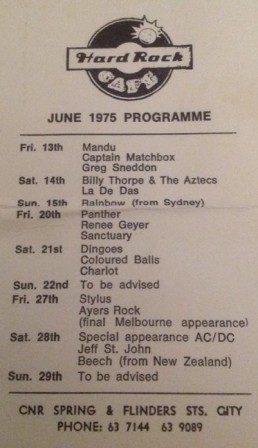 Hard Rock
CAFE
JUNE 1975 PROGRAMME
Fri. 13th Mandu
Captain Matchbox
Greg Sneddon
Sat. 14th Billy Thorpe & The Aztecs
La De Das
Sun. 15th Rainbow (from Sydney)
Fri. 20th Panther
Renee Geyer
Sanctuary
Sat. 21st Dingoes
Coloured Balls
Chariot
Sun. 22nd To be advised
Fri. 27th Stylus
Ayers Rock
(final Melbourne appearance)
Sat. 28th Special appearance AC/DC
Jeff St. John
Beech (from New Zealand)
Sun. 29th To be advised
CNR SPRING & FLINDERS STS. CITY
PHONE: 63 7144 63 9089